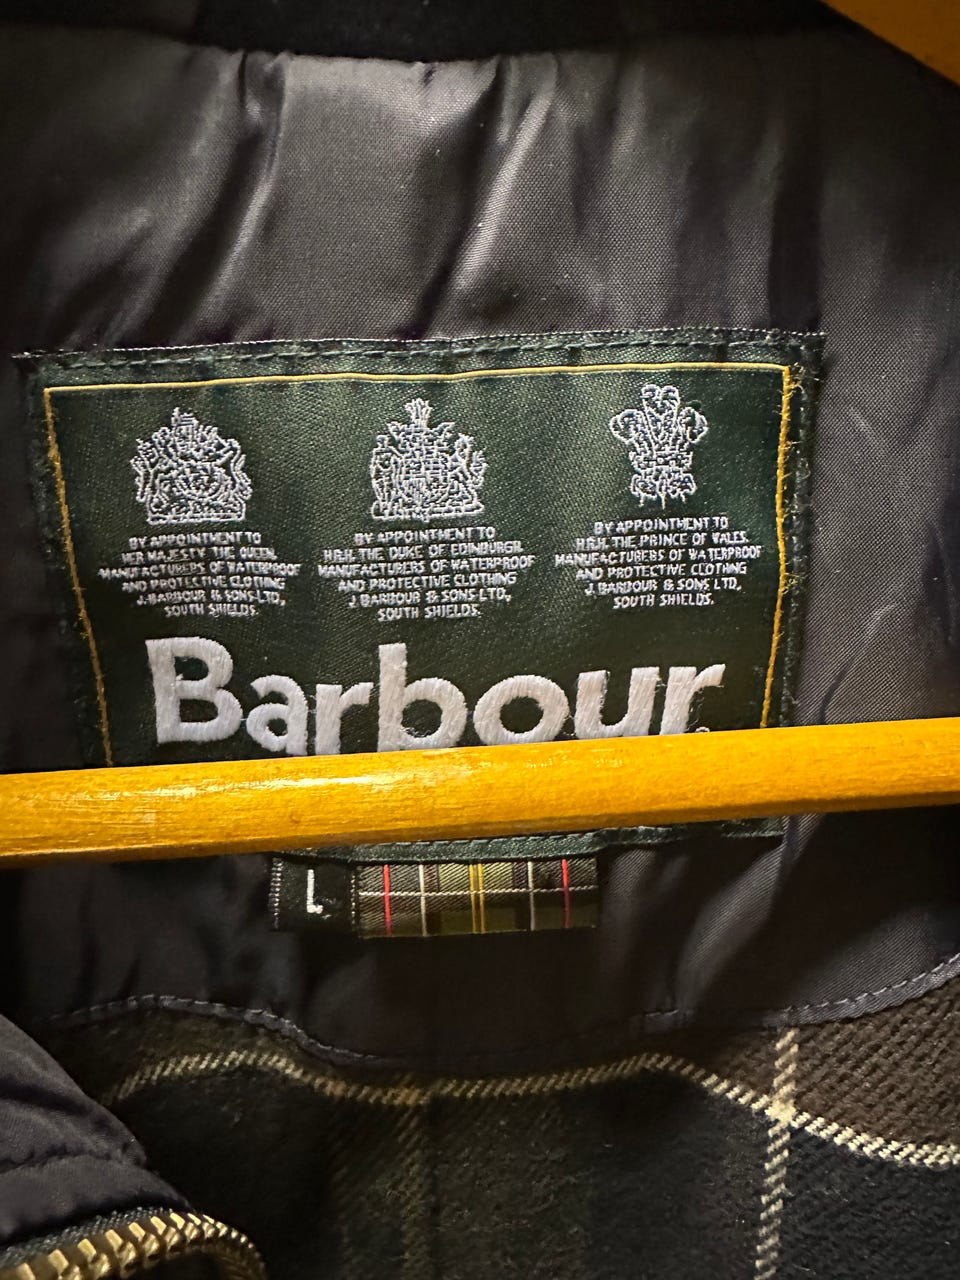 BY APPOINTMENT TO
HER MAJESTY THE QUEEN.
MANUFACTURERS OF WATERPROOF
AND PROTECTIVE CLOTHING
J. BARBOUR & SONS LTD,
SOUTH SHIELDS.
BY APPOINTMENT TO
H.R.H. THE DUKE OF EDINBURGH.
MANUFACTURERS OF WATERPROOF
AND PROTECTIVE CLOTHING
J. BARBOUR & SONS LTD,
SOUTH SHIELDS.
BY APPOINTMENT TO
H.R.H. THE PRINCE OF WALES.
MANUFACTURERS OF WATERPROOF
AND PROTECTIVE CLOTHING
J. BARBOUR & SONS LTD,
SOUTH SHIELDS.
Barbour
L